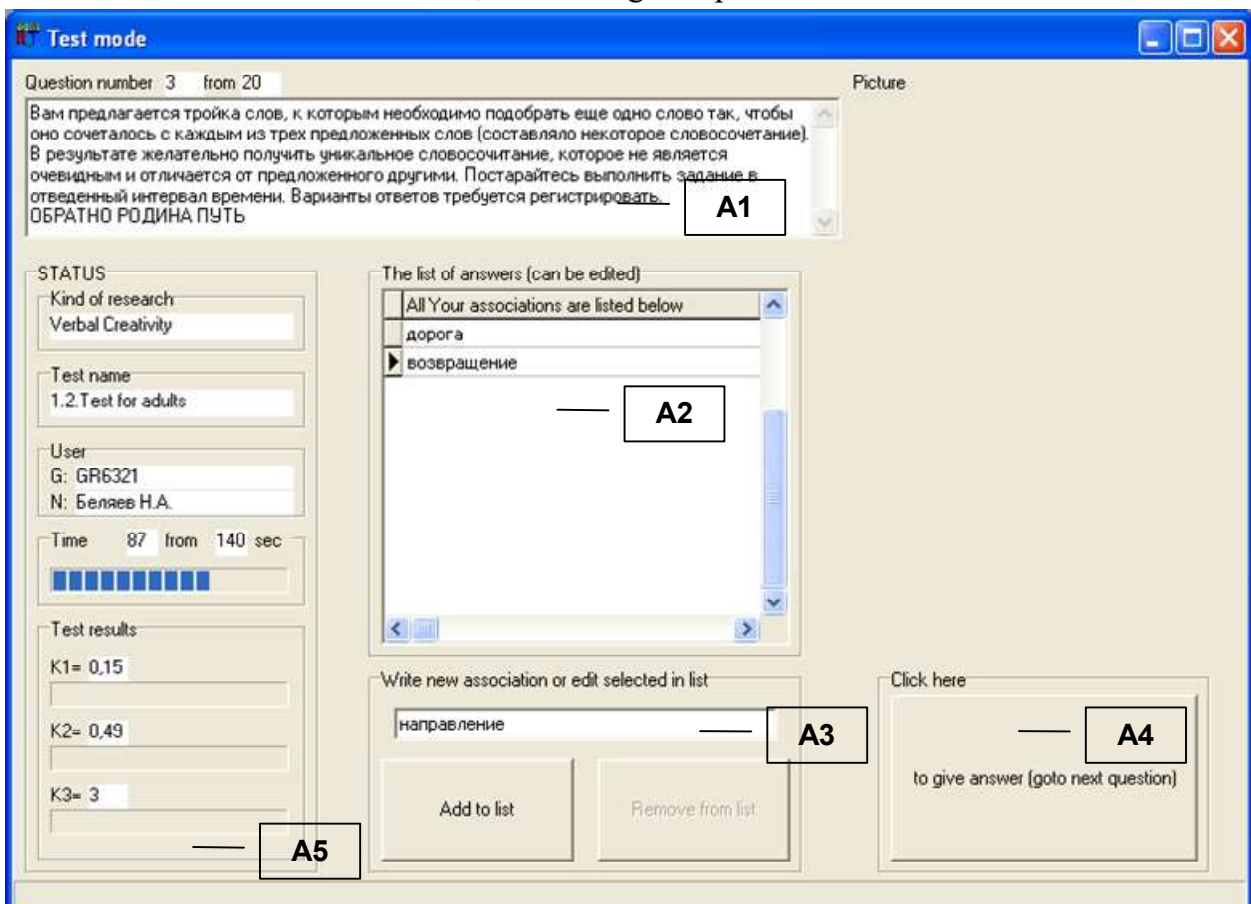 Test mode
Question number 3 from 20
Picture
Вам предлагается тройка слов, к которым необходимо подобрать еще одно слово так, чтобы
оно сочеталось с каждым из трех предложенных слов (составляло некоторое словосочетание).
В результате желательно получить уникальное словосочитание, которое не является
очевидным и отличается от предложенного другими. Постарайтесь выполнить задание в
отведенный интервал времени. Варианты ответов требуется регистрировать.
ОБРАТНО РОДИНА ПУТЬ
A1
STATUS
Kind of research
Verbal Creativity
Test name
1.2.Test for adults
User
G: GR6321
N: Беляев Н.А.
Time 87 from 140 sec
Test results
K1= 0,15
K2= 0,49
K3= 3
A5
The list of answers (can be edited)
All Your associations are listed below
дорога
возвращение
A2
Write new association or edit selected in list
направление
A3
Add to list
Remove from list
Click here
A4
to give answer (goto next question)